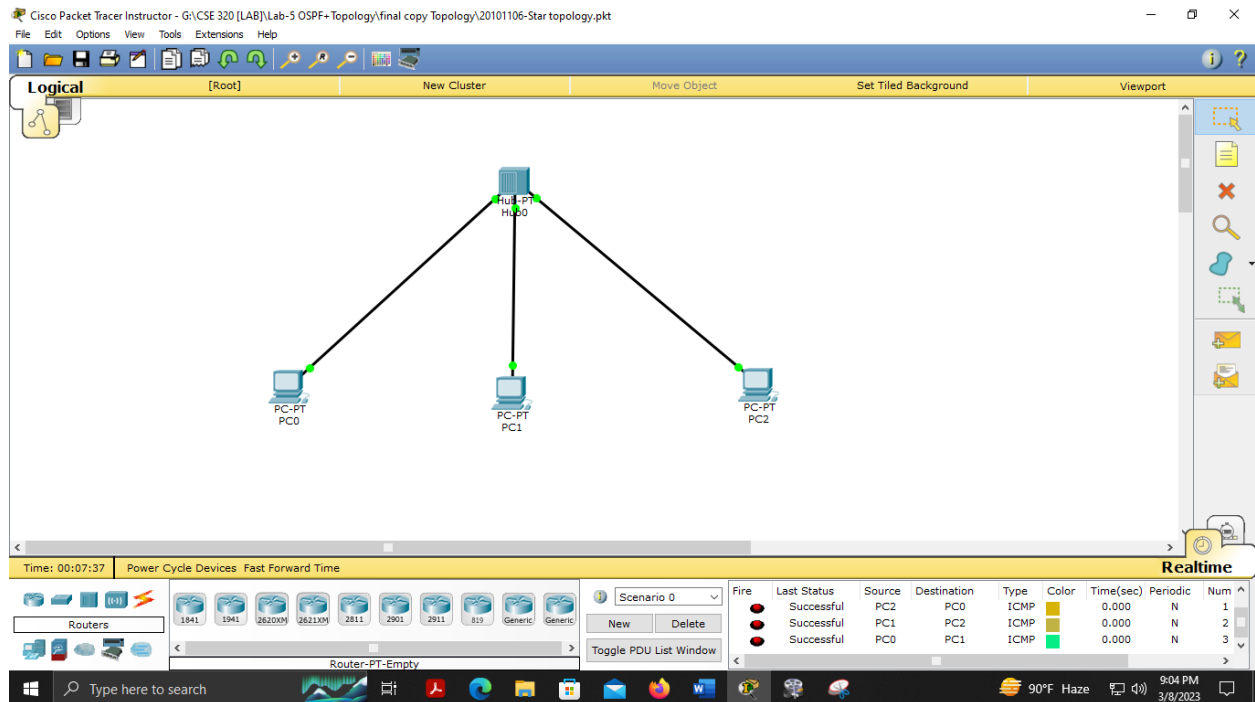 Cisco Packet Tracer Instructor - G:\CSE 320 [LAB]\Lab-5 OSPF+Topology\final copy Topology\20101106-Star topology.pkt
File Edit Options View Tools Extensions Help
Logical [Root] New Cluster Move Object Set Tiled Background Viewport
Hub-PT
Hub0
PC-PT
PC0
PC-PT
PC1
PC-PT
PC2
Time: 00:07:37 Power Cycle Devices Fast Forward Time Realtime
Routers
1841 1941 2620XM 2621XM 2811 2901 2911 819 Generic Generic
Router-PT-Empty
Scenario 0
New Delete
Toggle PDU List Window
Fire Last Status Source Destination Type Color Time(sec) Periodic Num
Successful PC2 PC0 ICMP 0.000 N 1
Successful PC1 PC2 ICMP 0.000 N 2
Successful PC0 PC1 ICMP 0.000 N 3
Type here to search
90°F Haze
9:04 PM
3/8/2023